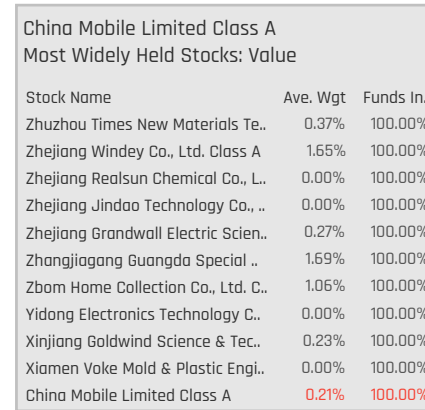 China Mobile Limited Class A
Most Widely Held Stocks: Value
Stock Name Ave. Wgt Funds In.
Zhuzhou Times New Materials Te.. 0.37% 100.00%
Zhejiang Windey Co., Ltd. Class A 1.65% 100.00%
Zhejiang Realsun Chemical Co., L.. 0.00% 100.00%
Zhejiang Jindao Technology Co., .. 0.00% 100.00%
Zhejiang Grandwall Electric Scien.. 0.27% 100.00%
Zhangjiagang Guangda Special .. 1.69% 100.00%
Zbom Home Collection Co., Ltd. C.. 1.06% 100.00%
Yidong Electronics Technology C.. 0.00% 100.00%
Xinjiang Goldwind Science & Tec.. 0.23% 100.00%
Xiamen Voke Mold & Plastic Engi.. 0.00% 100.00%
China Mobile Limited Class A 0.21% 100.00%